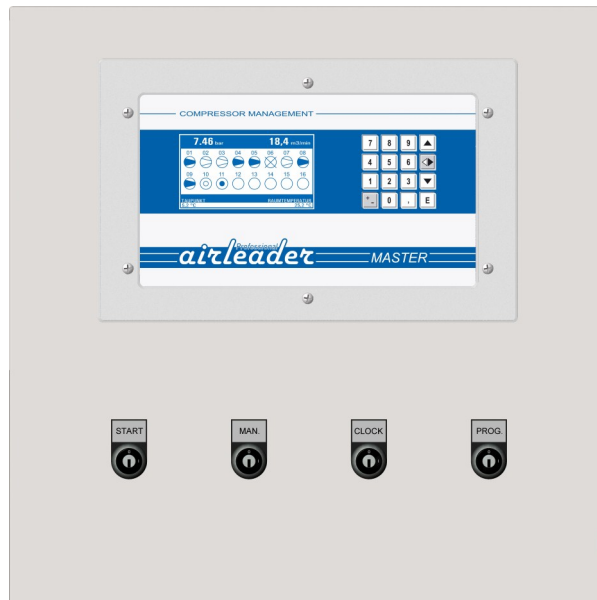 COMPRESSOR MANAGEMENT
7.46 bar 18,4 m3/min
01 02 03 04 05 06 07 08
09 10 11 12 13 14 15 16
TAUPUNKT RAUMTEMPERATUR
7 8 9
4 5 6
1 2 3
+ - 0 , E
Professional
airleader MASTER
START MAN. CLOCK PROG.